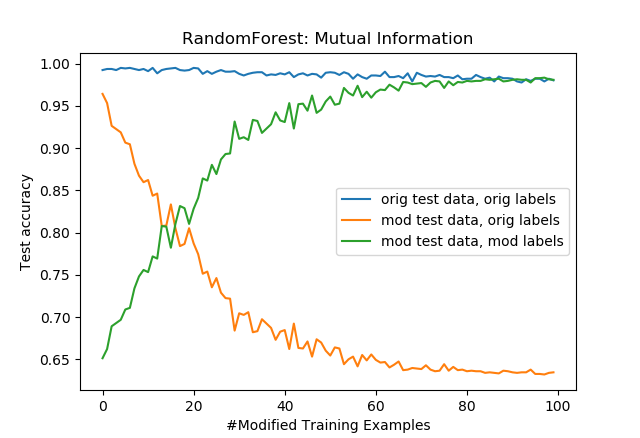 RandomForest: Mutual Information
1.00
0.95
0.90
0.85
0.80
0.75
0.70
0.65
Test accuracy
orig test data, orig labels
mod test data, orig labels
mod test data, mod labels
0 20 40 60 80 100
#Modified Training Examples